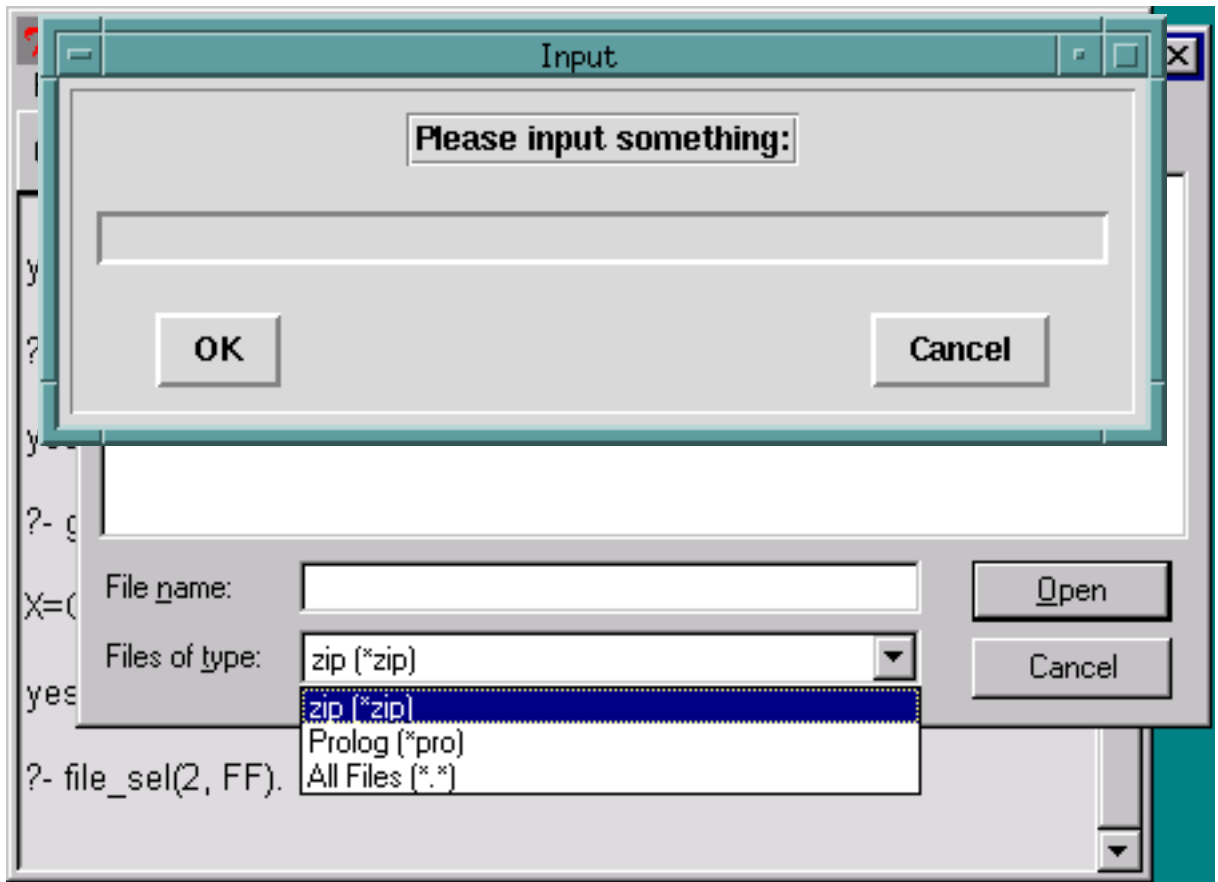 Input
Please input something:
OK
Cancel
?- g
X=(
yes
File name:
Open
Files of type:
zip (*zip)
Cancel
zip (*zip)
Prolog (*pro)
All Files (*.*)
?- file_sel(2, FF).